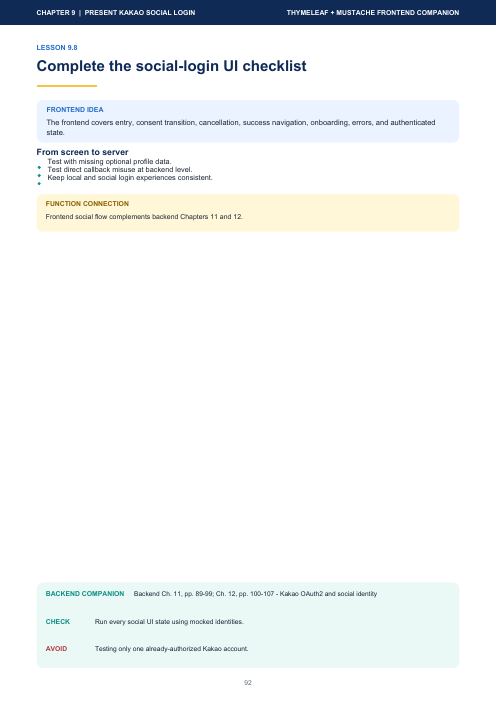 CHAPTER 9 | PRESENT KAKAO SOCIAL LOGIN
THYMELEAF + MUSTACHE FRONTEND COMPANION
LESSON 9.8
Complete the social-login UI checklist
FRONTEND IDEA
The frontend covers entry, consent transition, cancellation, success navigation, onboarding, errors, and authenticated
state.
From screen to server
Test with missing optional profile data.
Test direct callback misuse at backend level.
Keep local and social login experiences consistent.
FUNCTION CONNECTION
Frontend social flow complements backend Chapters 11 and 12.
BACKEND COMPANION Backend Ch. 11, pp. 89-99; Ch. 12, pp. 100-107 - Kakao OAuth2 and social identity
CHECK Run every social UI state using mocked identities.
AVOID Testing only one already-authorized Kakao account.
92